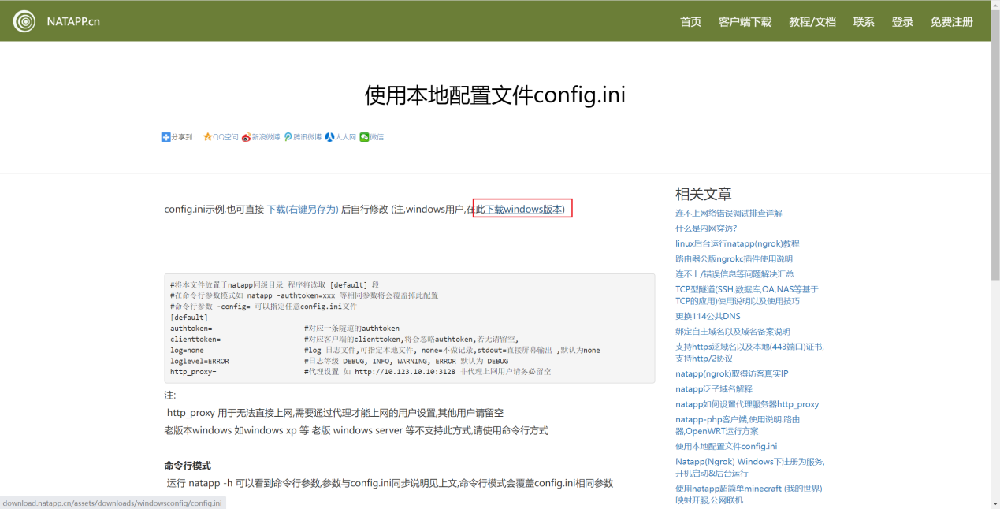 NATAPP.cn
首页 客户端下载 教程/文档 联系 登录 免费注册
使用本地配置文件config.ini
分享到: QQ空间 新浪微博 腾讯微博 人人网 微信
config.ini示例,也可直接 下载(右键另存为) 后自行修改 (注,windows用户,在此下载windows版本)
#将本文件放置于natapp同级目录 程序将读取 [default] 段
#在命令行参数模式如 natapp -authtoken=xxx 等相同参数将会覆盖掉此配置
#命令行参数 -config= 可以指定任意config.ini文件
[default]
authtoken= #对应一条隧道的authtoken
clienttoken= #对应客户端的clienttoken,将会忽略authtoken,若无请留空,
log=none #log 日志文件,可指定本地文件, none=不做记录,stdout=直接屏幕输出 ,默认为none
loglevel=ERROR #日志等级 DEBUG, INFO, WARNING, ERROR 默认为 DEBUG
http_proxy= #代理设置 如 http://10.123.10.10:3128 非代理上网用户请务必留空
注:
http_proxy 用于无法直接上网,需要通过代理才能上网的用户设置,其他用户请留空
老版本windows 如windows xp 等 老版 windows server 等不支持此方式,请使用命令行方式
命令行模式
运行 natapp -h 可以看到命令行参数,参数与config.ini同步说明见上文,命令行模式会覆盖config.ini相同参数
相关文章
连不上网络错误调试排查详解
什么是内网穿透?
linux后台运行natapp(ngrok)教程
路由器公版ngrokc插件使用说明
连不上/错误信息等问题解决汇总
TCP型隧道(SSH,数据库,OA,NAS等基于
TCP的应用)使用说明以及使用技巧
更换114公共DNS
绑定自主域名以及域名备案说明
支持https泛域名以及本地(443端口)证书,
支持http/2协议
natapp(ngrok)取得访客真实IP
natapp泛子域名解释
natapp如何设置代理服务器http_proxy
natapp-php客户端,使用说明.路由
器,OpenWRT运行方案
使用本地配置文件config.ini
Natapp(Ngrok) Windows下注册为服务,
开机启动&后台运行
使用natapp超简单minecraft (我的世界)
映射开服,公网联机
download.natapp.cn/assets/downloads/windowsconfig/config.ini